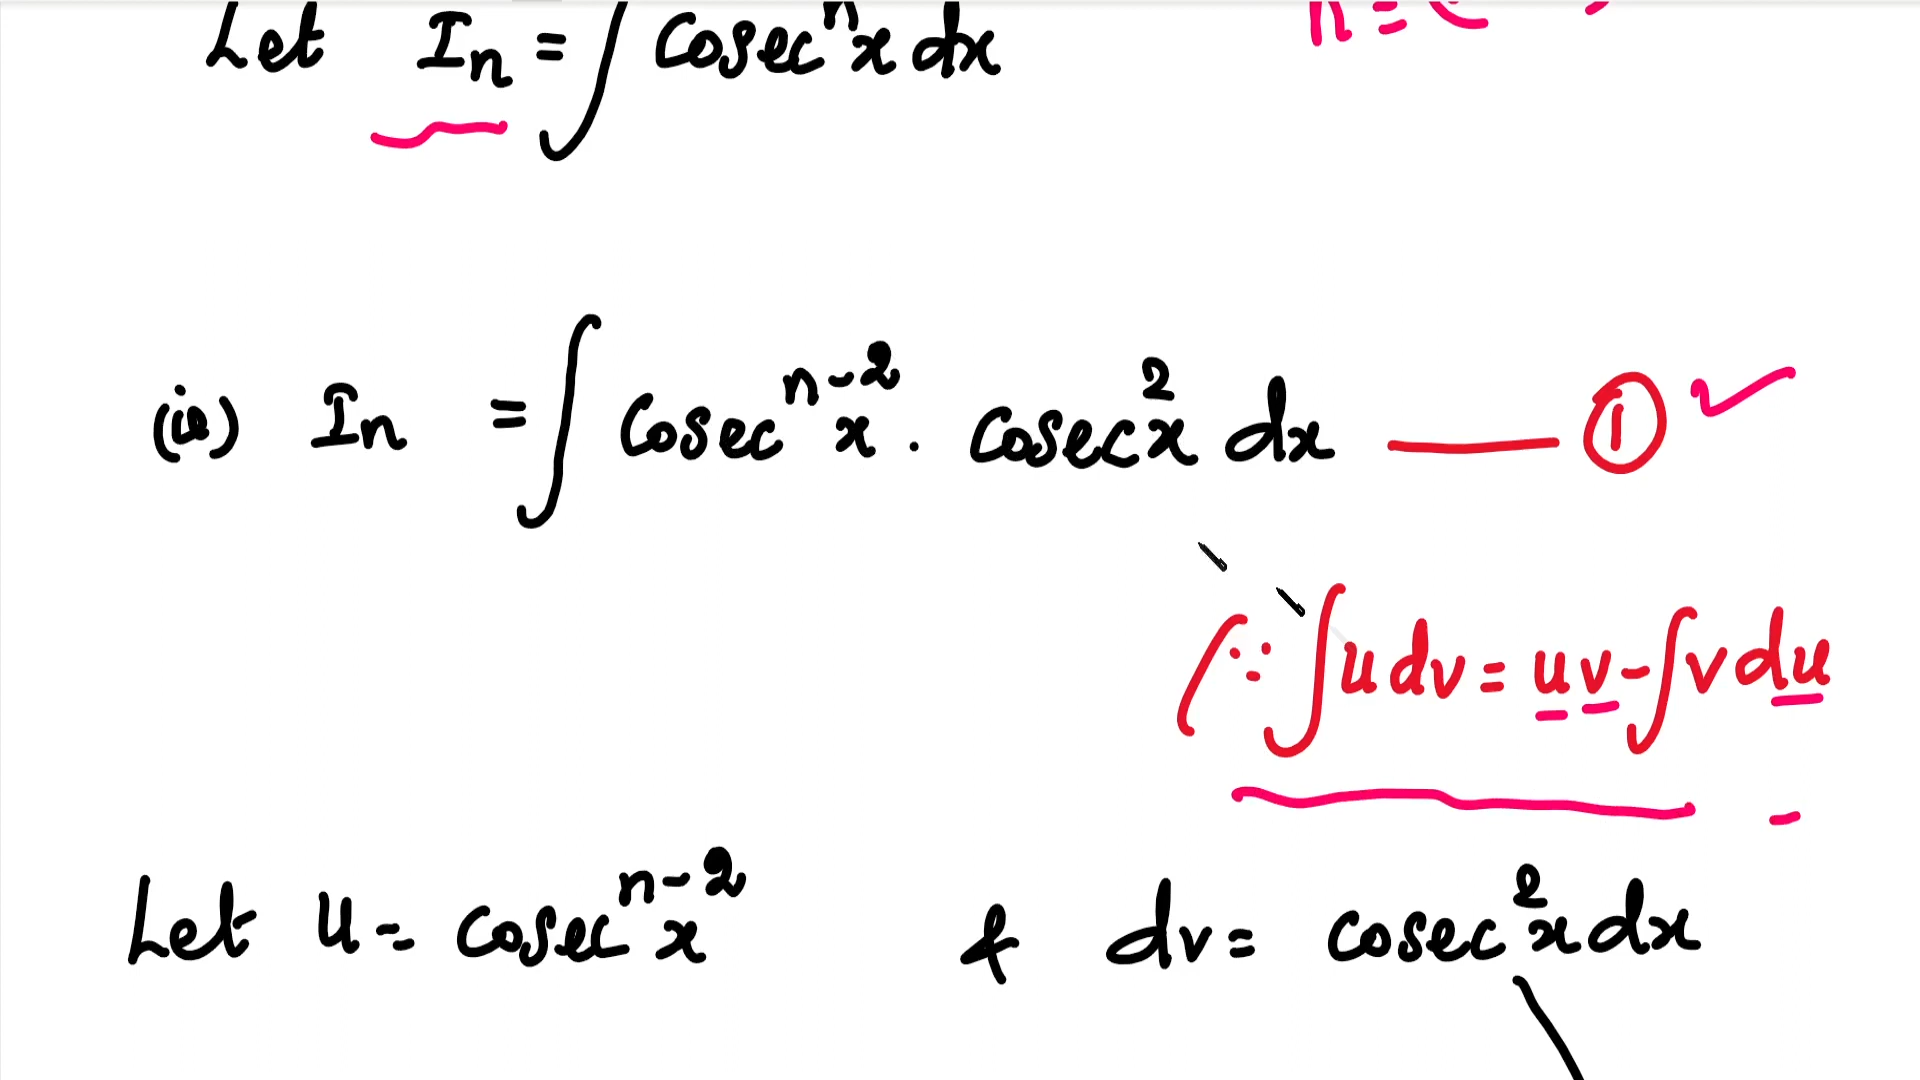 Let In = ∫ Cosecⁿx dx
(ie) In = ∫ Cosecⁿ⁻²x . cosec²x dx —— ①
(∵ ∫u dv = uv - ∫v du
Let u = cosecⁿ⁻²x & dv = cosec²x dx